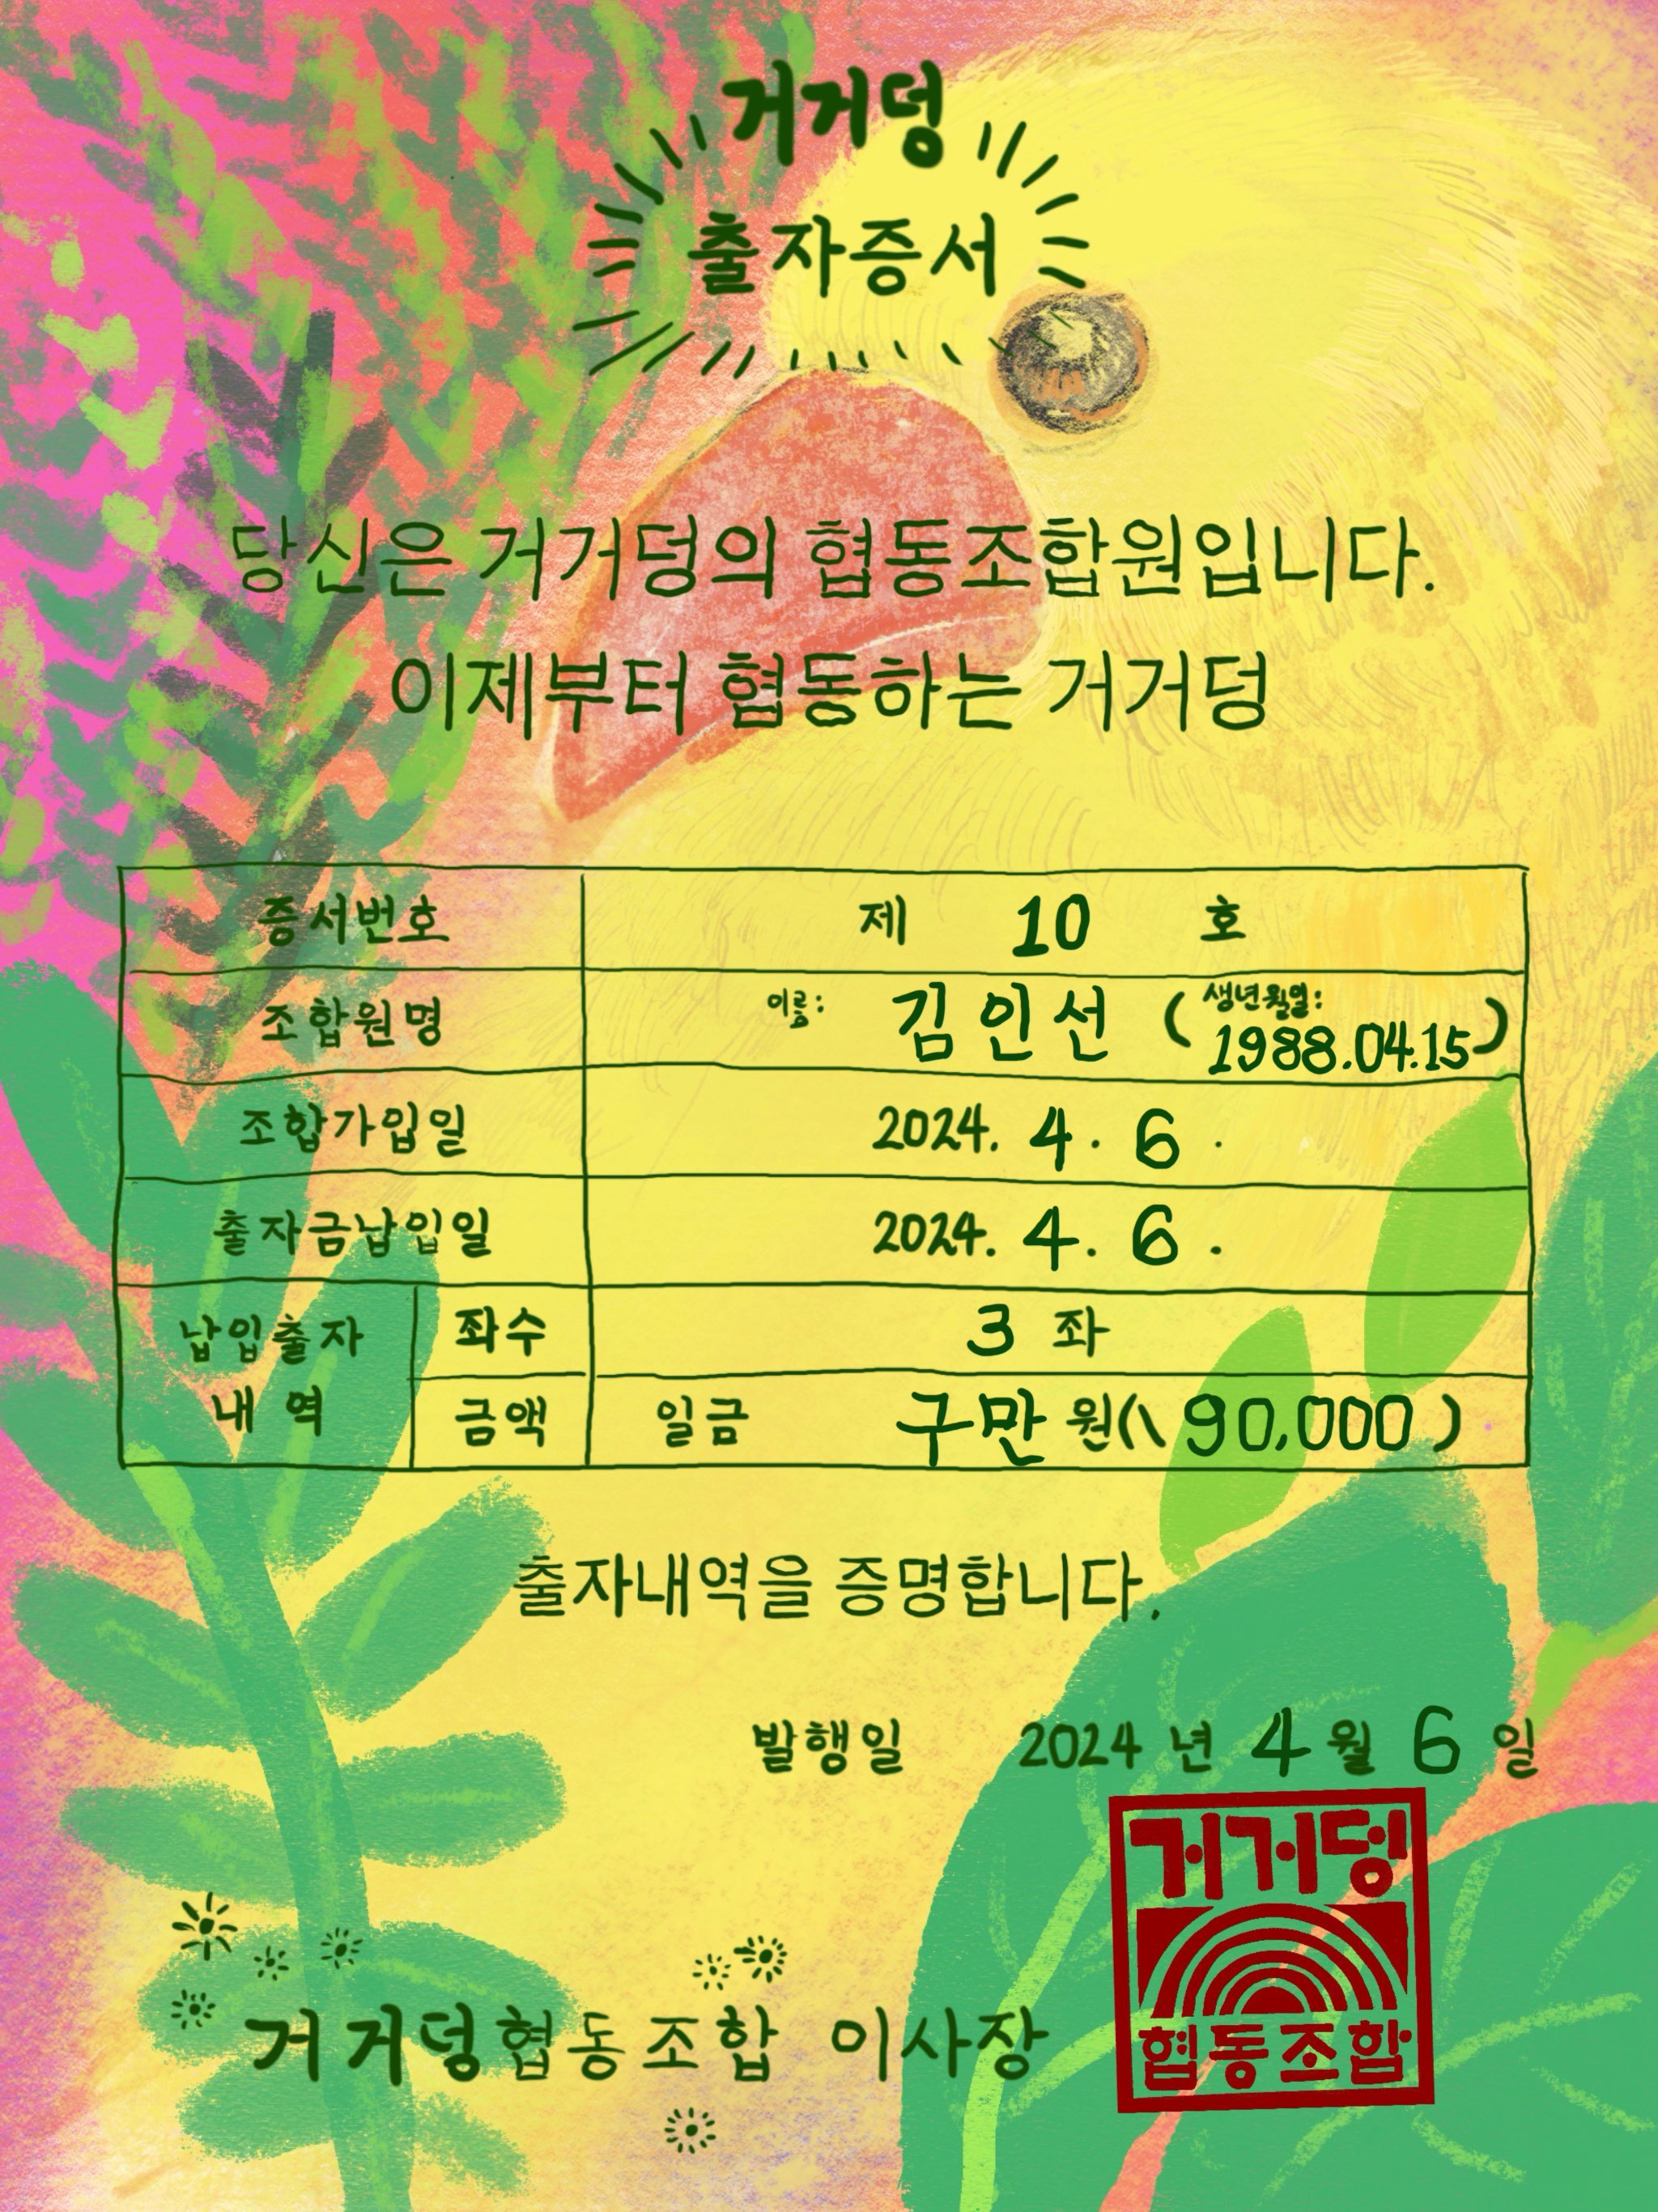 거거덩
출자증서
당신은 거거덩의 협동조합원입니다.
이제부터 협동하는 거거덩
증서번호 제 10 호
조합원명 이름: 김인선 (생년월일: 1988.04.15)
조합가입일 2024. 4. 6.
출자금납입일 2024. 4. 6.
납입출자 내역 좌수 3 좌
금액 일금 구만 원(\ 90,000)
출자내역을 증명합니다.
발행일 2024 년 4 월 6 일
거거덩협동조합 이사장
거거덩
협동조합